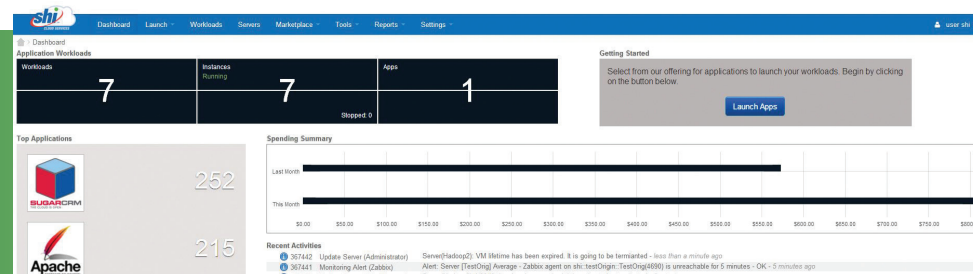 shi
CLOUD SERVICES
Dashboard Launch Workloads Servers Marketplace Tools Reports Settings user shi
Dashboard
Application Workloads
Workloads
7
Instances
Running
7
Stopped: 0
Apps
1
Getting Started
Select from our offering for applications to launch your workloads. Begin by clicking
on the button below.
Launch Apps
Top Applications
SUGARCRM
252
Apache
215
Spending Summary
Last Month
This Month
$0.00 $50.00 $100.00 $150.00 $200.00 $250.00 $300.00 $350.00 $400.00 $450.00 $500.00 $550.00 $600.00 $650.00 $700.00 $750.00 $800
Recent Activities
367442 Update Server (Administrator) Server(Hadoop2): VM lifetime has been expired. It is going to be termianted - less than a minute ago
367441 Monitoring Alert (Zabbix) Alert: Server [TestOrig] Average - Zabbix agent on shi::testOrigin::TestOrig(4690) is unreachable for 5 minutes - OK - 5 minutes ago